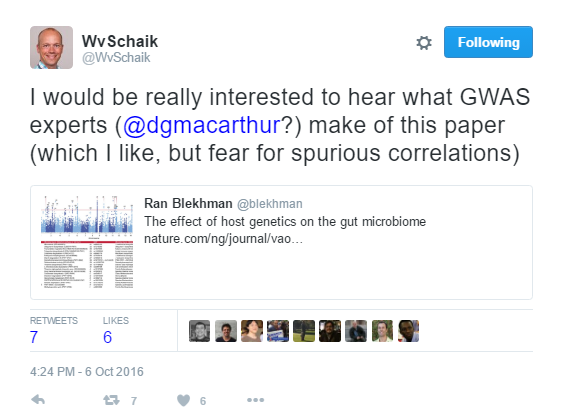 WvSchaik
@WvSchaik
Following
I would be really interested to hear what GWAS
experts (@dgmacarthur?) make of this paper
(which I like, but fear for spurious correlations)
Ran Blekhman @blekhman
The effect of host genetics on the gut microbiome
nature.com/ng/journal/vao...
RETWEETS LIKES
7 6
4:24 PM - 6 Oct 2016
7 6